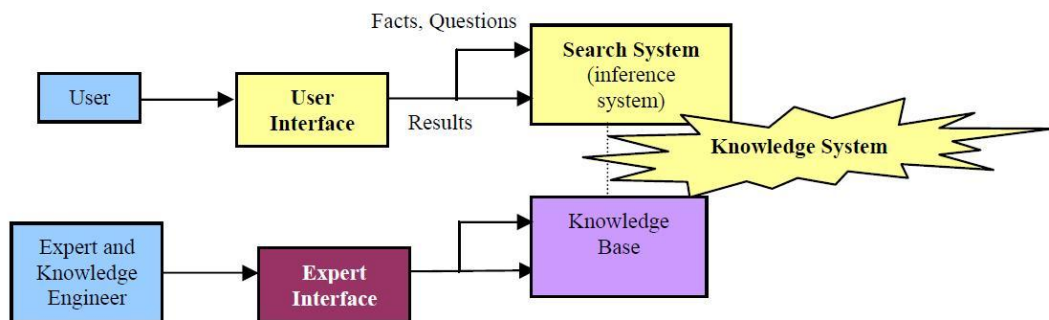 Facts, Questions
Search System
(inference
system)
User
User
Interface
Results
Knowledge System
Expert and
Knowledge
Engineer
Expert
Interface
Knowledge
Base